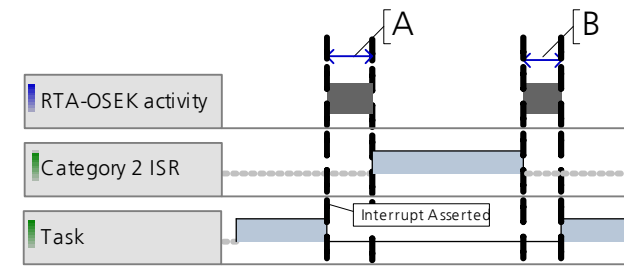 A
B
RTA-OSEK activity
Category 2 ISR
Interrupt Asserted
Task